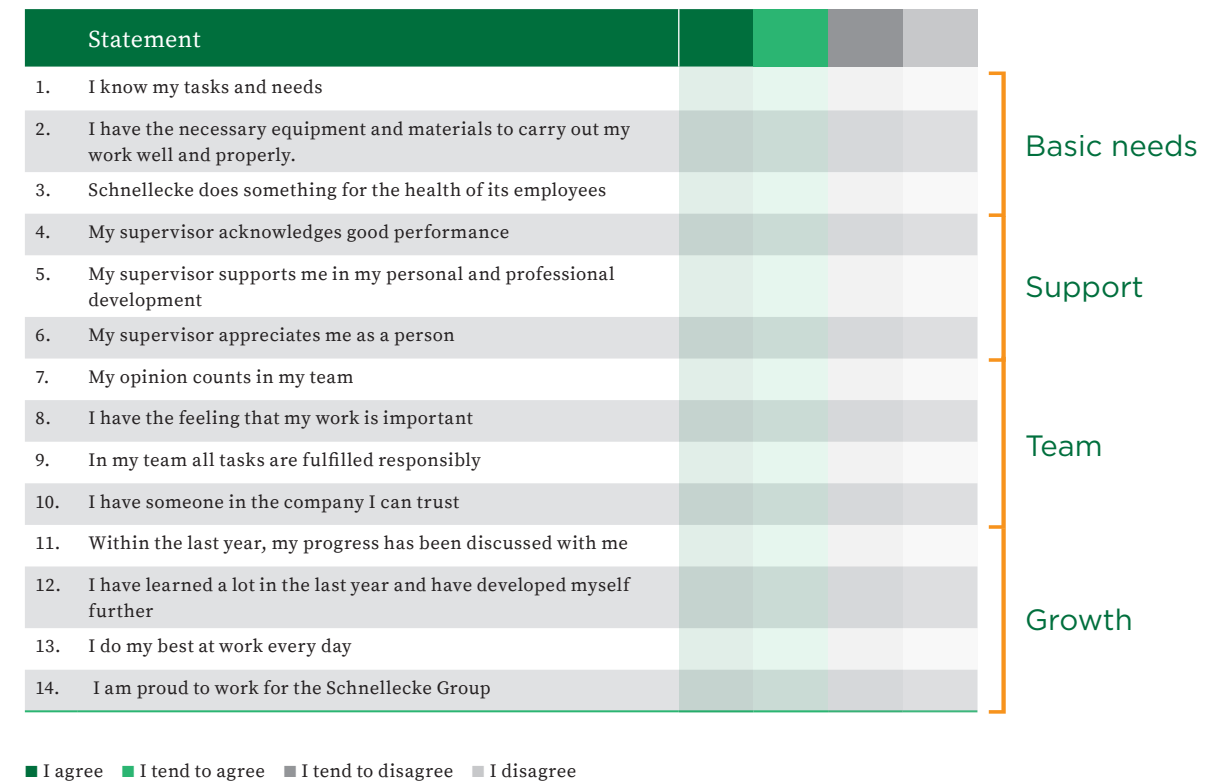 Statement
1. I know my tasks and needs
2. I have the necessary equipment and materials to carry out my
work well and properly.
3. Schnellecke does something for the health of its employees
Basic needs
4. My supervisor acknowledges good performance
5. My supervisor supports me in my personal and professional
development
6. My supervisor appreciates me as a person
Support
7. My opinion counts in my team
8. I have the feeling that my work is important
9. In my team all tasks are fulfilled responsibly
10. I have someone in the company I can trust
Team
11. Within the last year, my progress has been discussed with me
12. I have learned a lot in the last year and have developed myself
further
13. I do my best at work every day
14. I am proud to work for the Schnellecke Group
Growth
I agree I tend to agree I tend to disagree I disagree